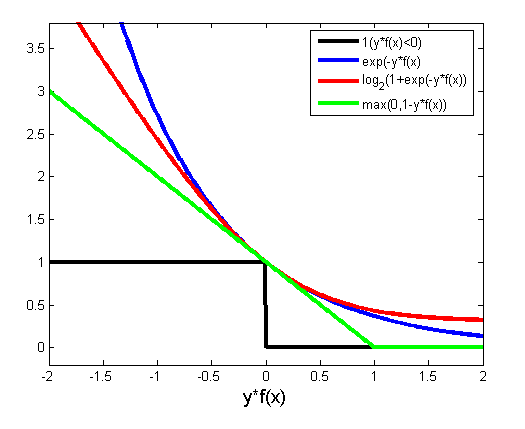 1(y*f(x)<0)
exp(-y*f(x)
log2(1+exp(-y*f(x))
max(0,1-y*f(x))
3.5
3
2.5
2
1.5
1
0.5
0
-2 -1.5 -1 -0.5 0 0.5 1 1.5 2
y*f(x)